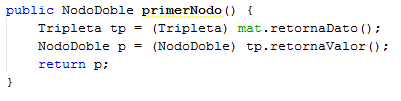 public NodoDoble primerNodo() {
    Tripleta tp = (Tripleta) mat.retornaDato();
    NodoDoble p = (NodoDoble) tp.retornaValor();
    return p;
}